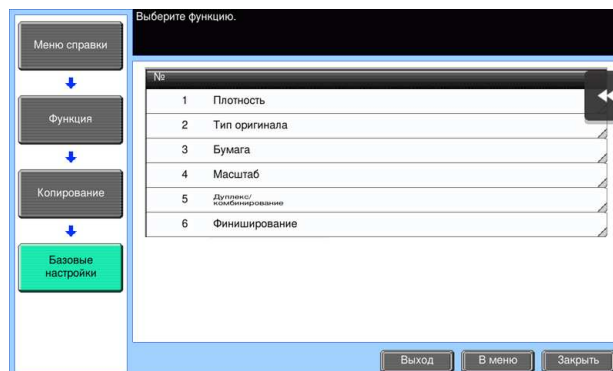 Выберите функцию.
Меню справки
Функция
Копирование
Базовые
настройки
№
1 Плотность
2 Тип оригинала
3 Бумага
4 Масштаб
5 Дуплекс/
комбинирование
6 Финиширование
Выход
В меню
Закрыть